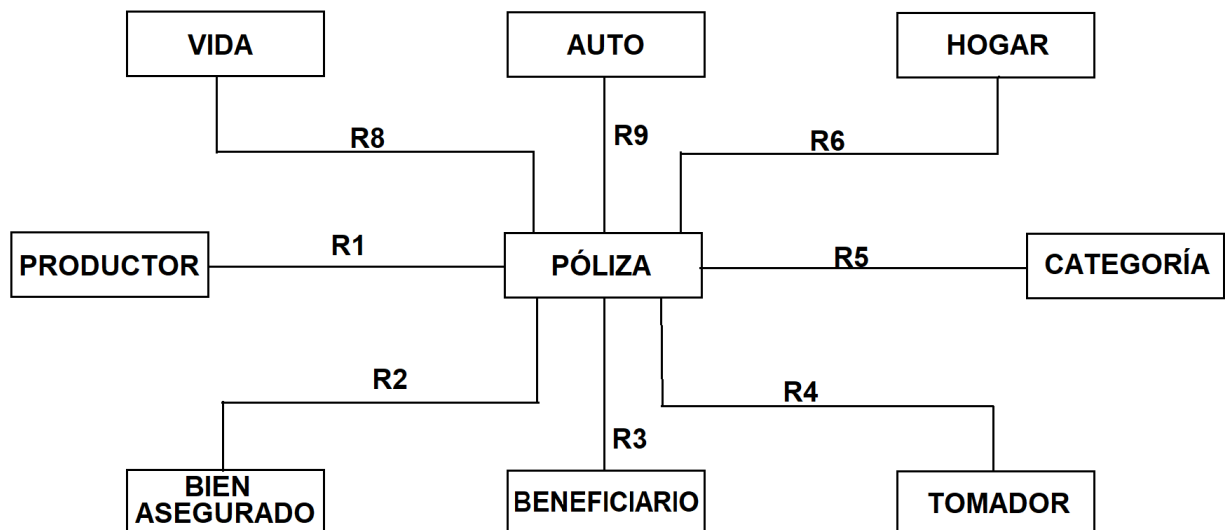 VIDA
AUTO
HOGAR
R8
R9
R6
PRODUCTOR
R1
PÓLIZA
R5
CATEGORÍA
R2
R4
R3
BIEN
ASEGURADO
BENEFICIARIO
TOMADOR